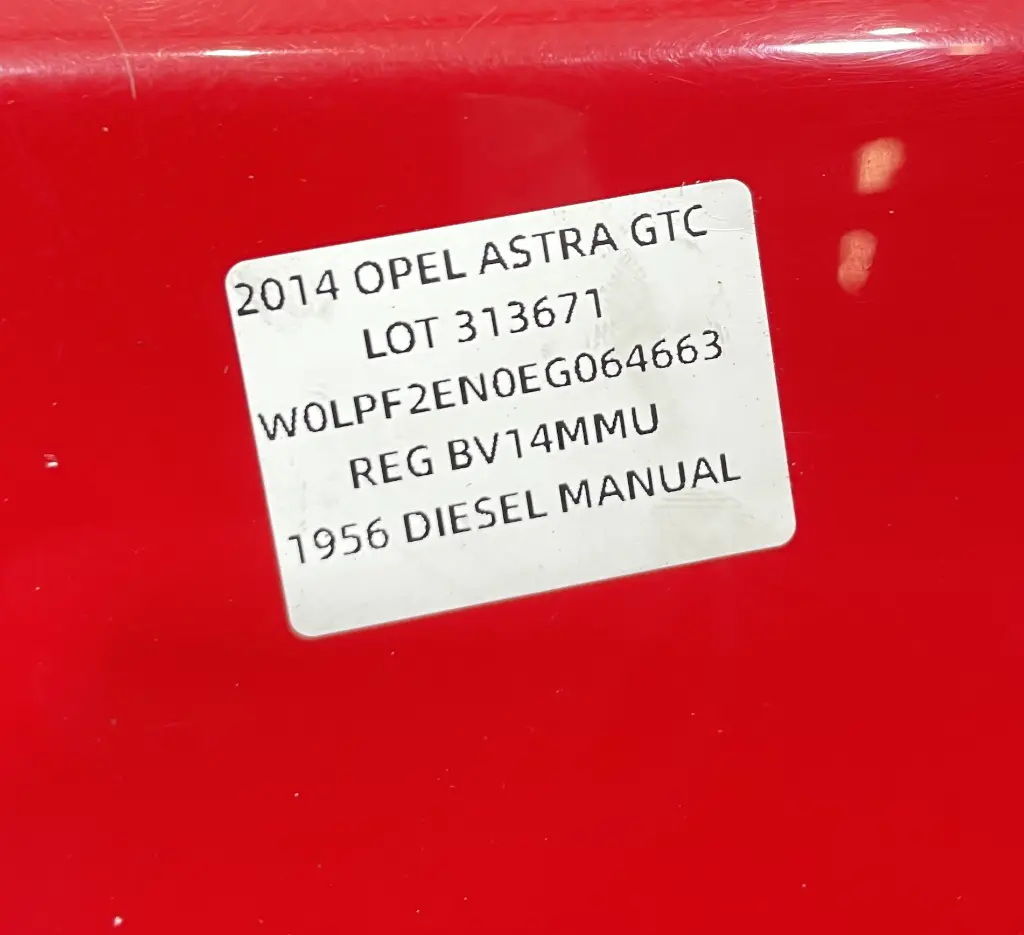 2014 OPEL ASTRA GTC
LOT 313671
W0LPF2EN0EG064663
REG BV14MMU
1956 DIESEL MANUAL